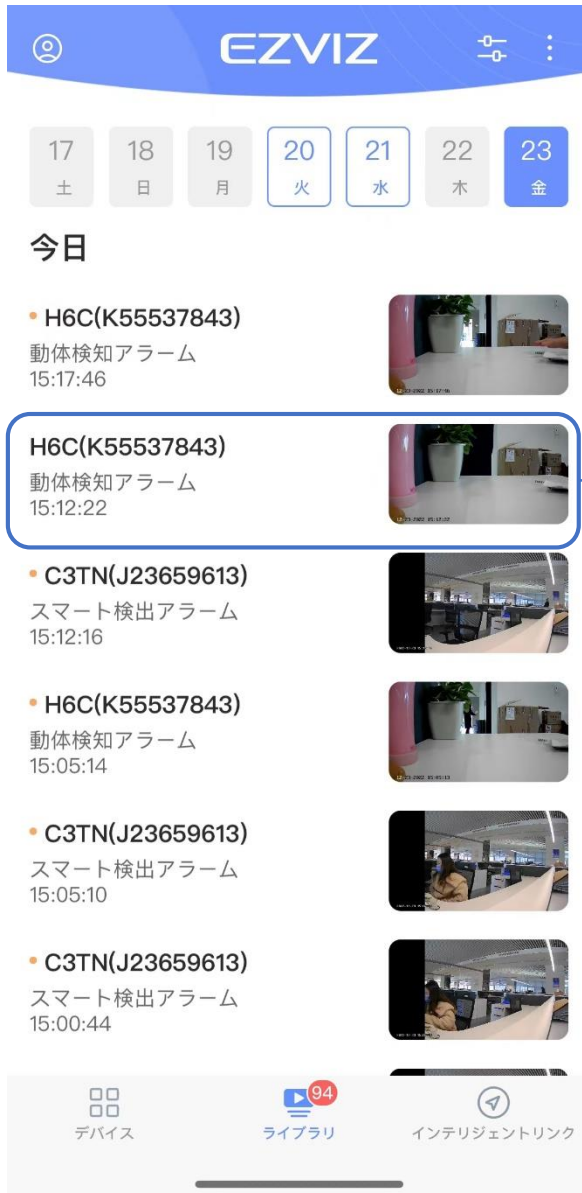 EZVIZ
17 18 19 20 21 22 23
土 日 月 火 水 木 金
今日
H6C(K55537843)
動体検知アラーム
15:17:46
H6C(K55537843)
動体検知アラーム
15:12:22
C3TN(J23659613)
スマート検出アラーム
15:12:16
H6C(K55537843)
動体検知アラーム
15:05:14
C3TN(J23659613)
スマート検出アラーム
15:05:10
C3TN(J23659613)
スマート検出アラーム
15:00:44
94
デバイス ライブラリ インテリジェントリンク